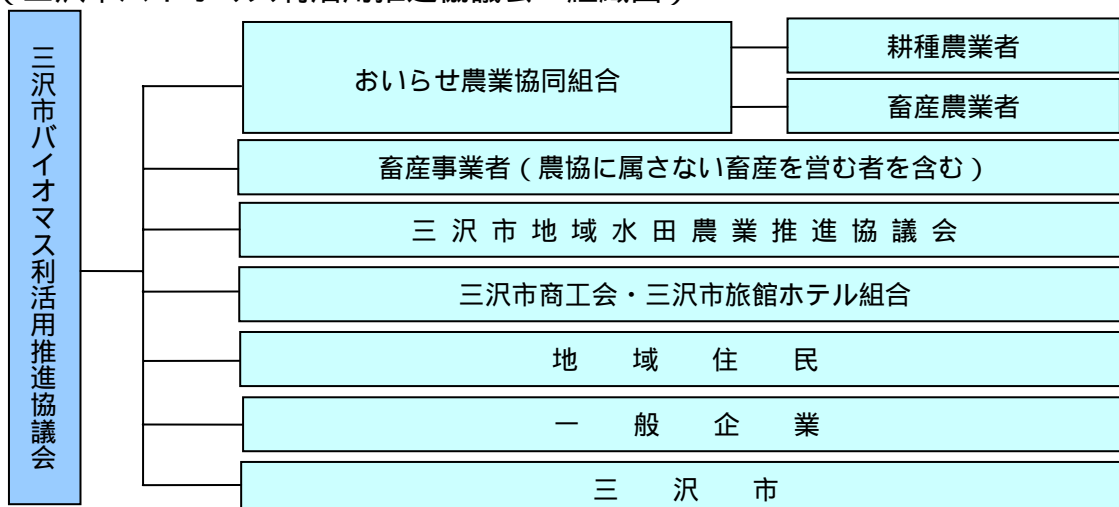 三沢市バイオマス利活用推進協議会
おいらせ農業協同組合
耕種農業者
畜産農業者
畜産事業者（農協に属さない畜産を営む者を含む）
三沢市地域水田農業推進協議会
三沢市商工会・三沢市旅館ホテル組合
地域住民
一般企業
三沢市